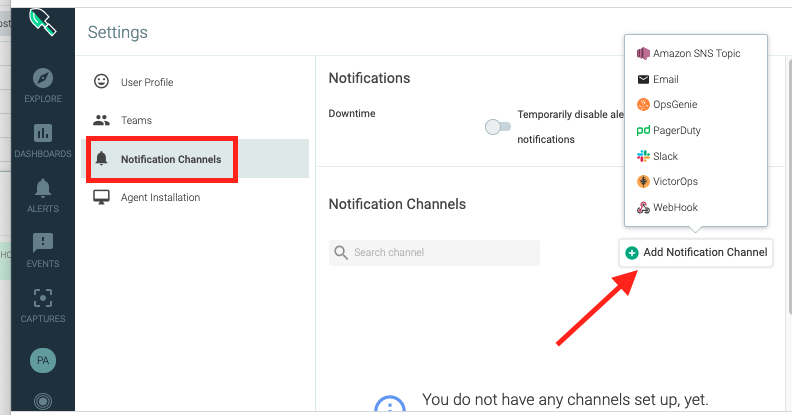 Settings
EXPLORE
DASHBOARDS
ALERTS
EVENTS
CAPTURES
PA
User Profile
Teams
Notification Channels
Agent Installation
Notifications
Downtime
Temporarily disable ale
notifications
Notification Channels
Search channel
Amazon SNS Topic
Email
OpsGenie
pd PagerDuty
Slack
VictorOps
WebHook
Add Notification Channel
You do not have any channels set up, yet.